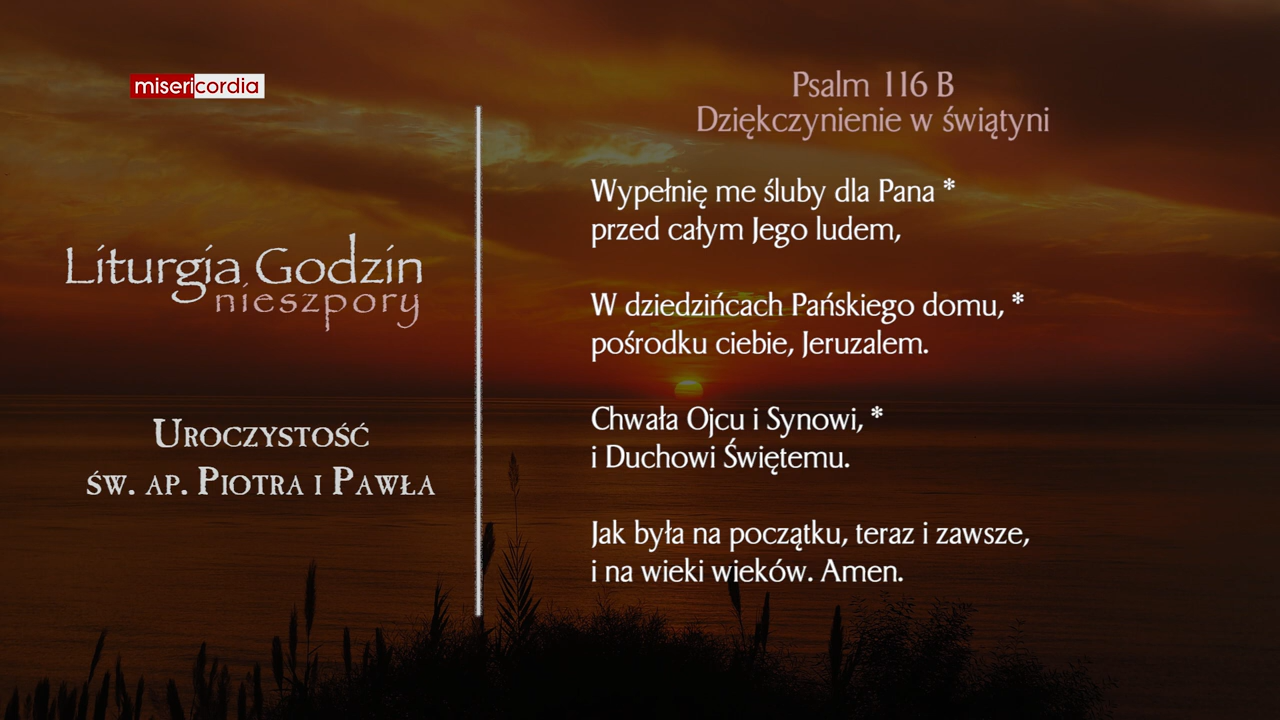 misericordia
Liturgia Godzin
nieszpory
Uroczystość
św. ap. Piotra i Pawła
Psalm 116 B
Dziękczynienie w świątyni
Wypełnię me śluby dla Pana *
przed całym Jego ludem,
W dziedzińcach Pańskiego domu, *
pośrodku ciebie, Jeruzalem.
Chwała Ojcu i Synowi, *
i Duchowi Świętemu.
Jak była na początku, teraz i zawsze,
i na wieki wieków. Amen.